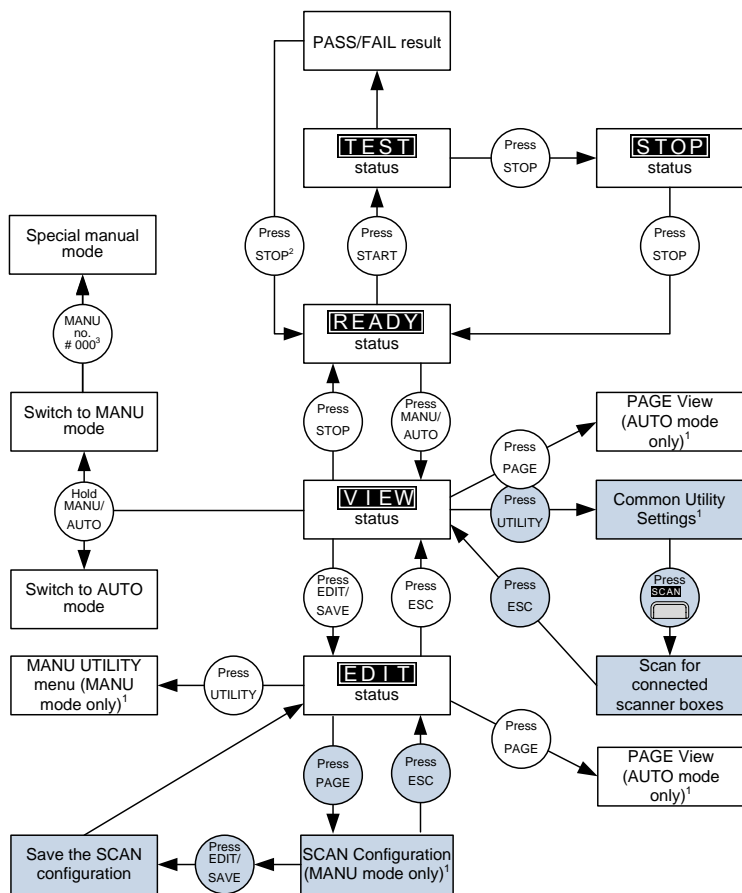 PASS/FAIL result
TEST
status
Press
STOP
STOP
status
Press
STOP²
Press
START
Press
STOP
Special manual
mode
MANU
no.
# 000³
READY
status
Switch to MANU
mode
Press
STOP
Press
MANU/
AUTO
PAGE View
(AUTO mode
only)¹
Press
PAGE
Hold
MANU/
AUTO
VIEW
status
Press
UTILITY
Common Utility
Settings¹
Switch to AUTO
mode
Press
EDIT/
SAVE
Press
ESC
Press
ESC
Press
SCAN
MANU UTILITY
menu (MANU
mode only)¹
Press
UTILITY
EDIT
status
Scan for
connected
scanner boxes
Press
PAGE
Press
PAGE
Press
ESC
PAGE View
(AUTO mode
only)¹
Save the SCAN
configuration
Press
EDIT/
SAVE
SCAN Configuration
(MANU mode only)¹